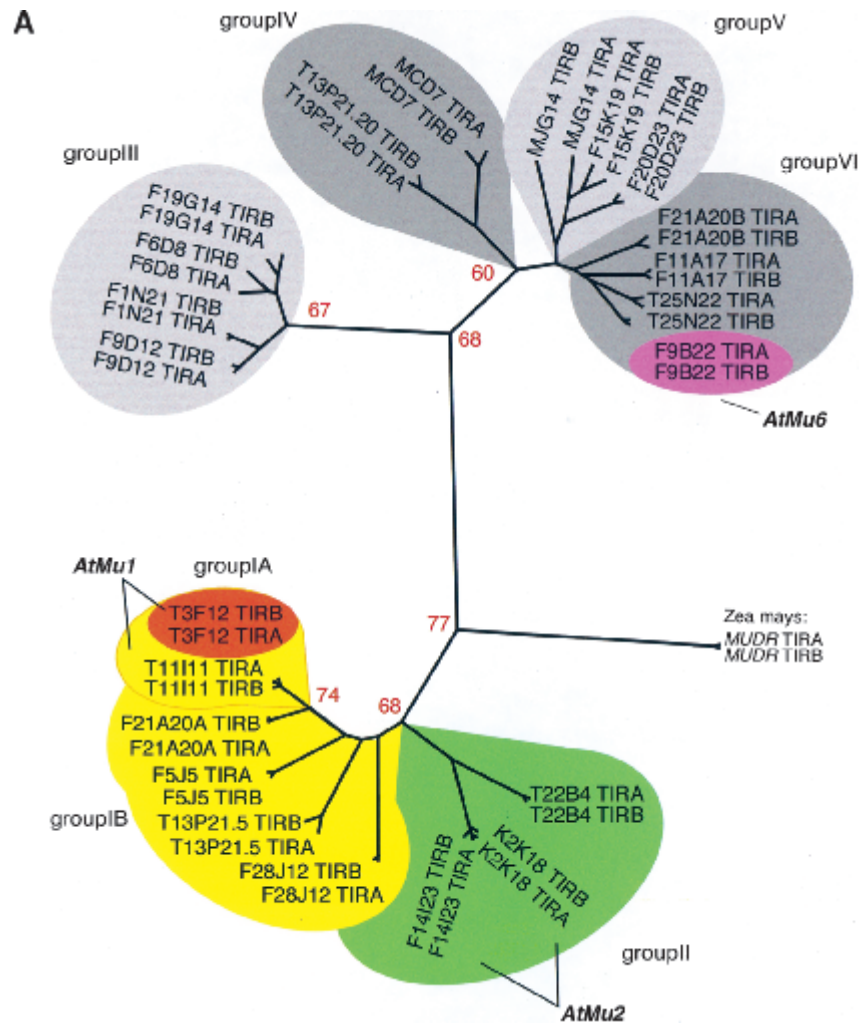 A
groupIV
groupV
MCD7 TIRA
MCD7 TIRB
T13P21.20 TIRB
T13P21.20 TIRA
MJG14 TIRB
MJG14 TIRA
F15K19 TIRA
F15K19 TIRB
F20D23 TIRA
F20D23 TIRB
groupIII
groupVI
F19G14 TIRB
F19G14 TIRA
F6D8 TIRB
F6D8 TIRA
F1N21 TIRB
F1N21 TIRA
F9D12 TIRB
F9D12 TIRA
F21A20B TIRA
F21A20B TIRB
F11A17 TIRA
F11A17 TIRB
T25N22 TIRA
T25N22 TIRB
F9B22 TIRA
F9B22 TIRB
60
67
68
AtMu6
AtMu1
groupIA
T3F12 TIRB
T3F12 TIRA
T11I11 TIRA
T11I11 TIRB
77
Zea mays:
MUDR TIRA
MUDR TIRB
74
68
F21A20A TIRB
F21A20A TIRA
F5J5 TIRA
F5J5 TIRB
groupIB
T13P21.5 TIRB
T13P21.5 TIRA
F28J12 TIRB
F28J12 TIRA
T22B4 TIRA
T22B4 TIRB
K2K18 TIRB
K2K18 TIRA
F14I23 TIRB
F14I23 TIRA
groupII
AtMu2